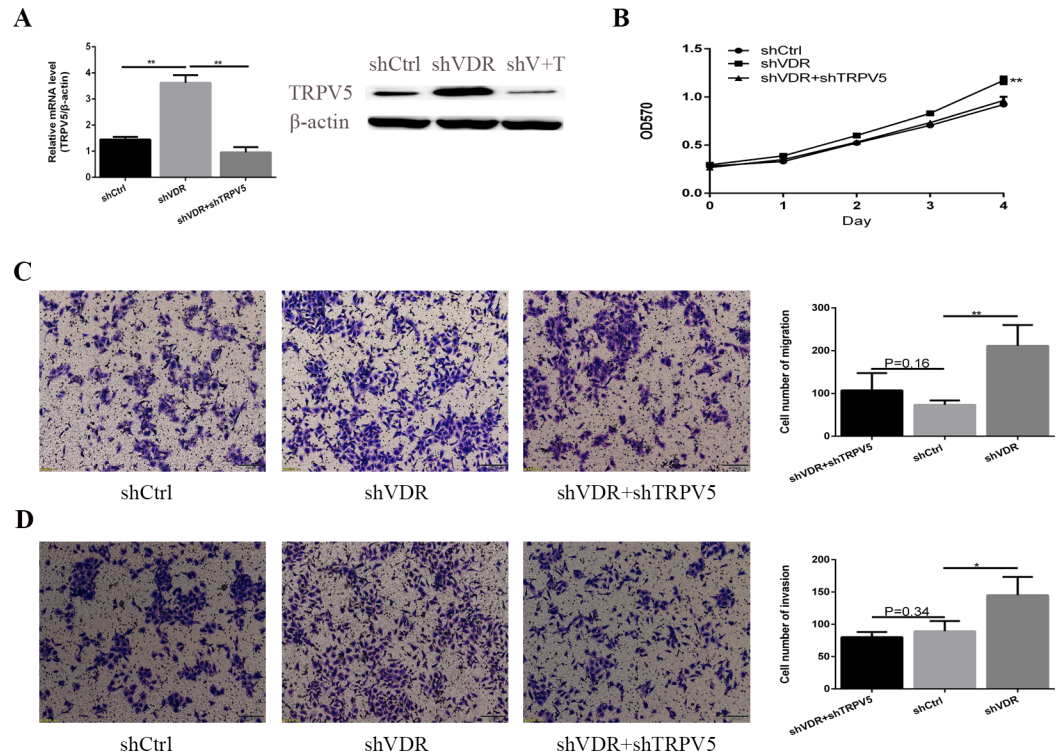 A
Relative mRNA level
(TRPV5/β-actin)
5
4
3
2
1
0
**
**
shCtrl
shVDR
shVDR+shTRPV5
shCtrl shVDR shV+T
TRPV5
β-actin
B
OD570
1.5
1.0
0.5
0.0
shCtrl
shVDR
shVDR+shTRPV5
**
0 1 2 3 4
Day
C
shCtrl
shVDR
shVDR+shTRPV5
Cell number of migration
300
200
100
0
**
P=0.16
shVDR+shTRPV5
shCtrl
shVDR
D
shCtrl
shVDR
shVDR+shTRPV5
Cell number of invasion
200
150
100
50
0
*
P=0.34
shVDR+shTRPV5
shCtrl
shVDR